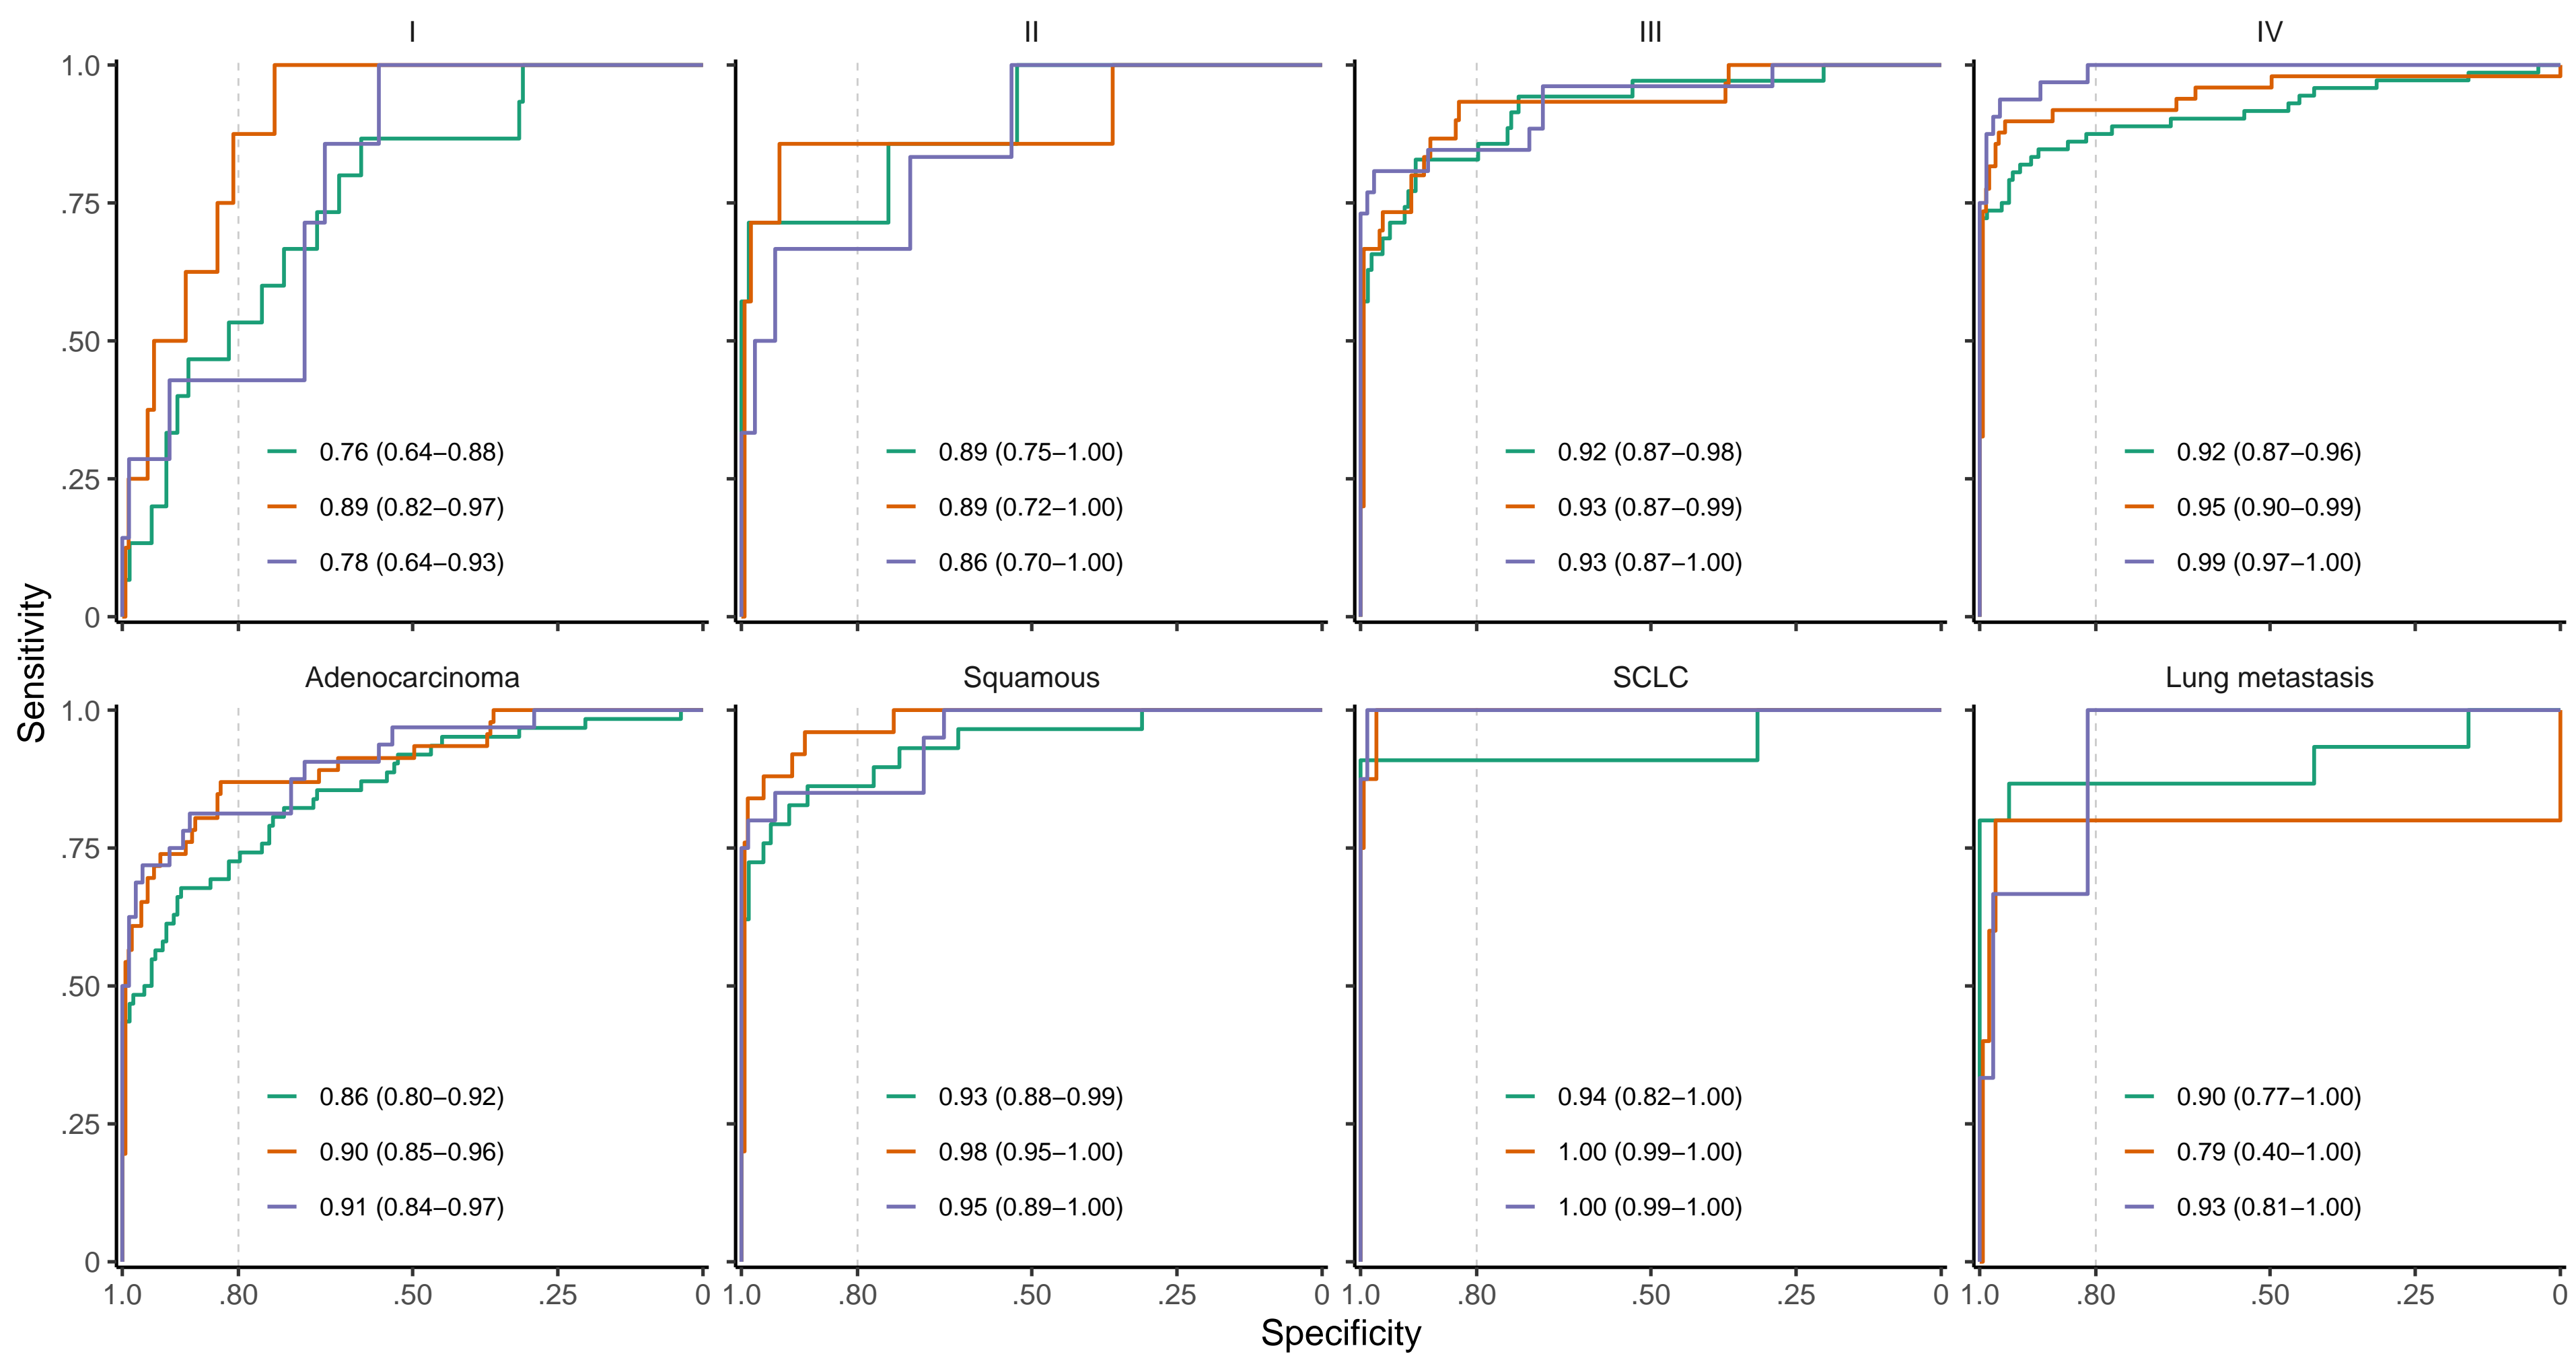 I
II
III
IV
1.0
.75
.50
.25
0
0.76 (0.64–0.88)
0.89 (0.82–0.97)
0.78 (0.64–0.93)
0.89 (0.75–1.00)
0.89 (0.72–1.00)
0.86 (0.70–1.00)
0.92 (0.87–0.98)
0.93 (0.87–0.99)
0.93 (0.87–1.00)
0.92 (0.87–0.96)
0.95 (0.90–0.99)
0.99 (0.97–1.00)
Sensitivity
Adenocarcinoma
Squamous
SCLC
Lung metastasis
1.0
.75
.50
.25
0
0.86 (0.80–0.92)
0.90 (0.85–0.96)
0.91 (0.84–0.97)
0.93 (0.88–0.99)
0.98 (0.95–1.00)
0.95 (0.89–1.00)
0.94 (0.82–1.00)
1.00 (0.99–1.00)
1.00 (0.99–1.00)
0.90 (0.77–1.00)
0.79 (0.40–1.00)
0.93 (0.81–1.00)
1.0 .80 .50 .25 0
1.0 .80 .50 .25 0
1.0 .80 .50 .25 0
1.0 .80 .50 .25 0
Specificity